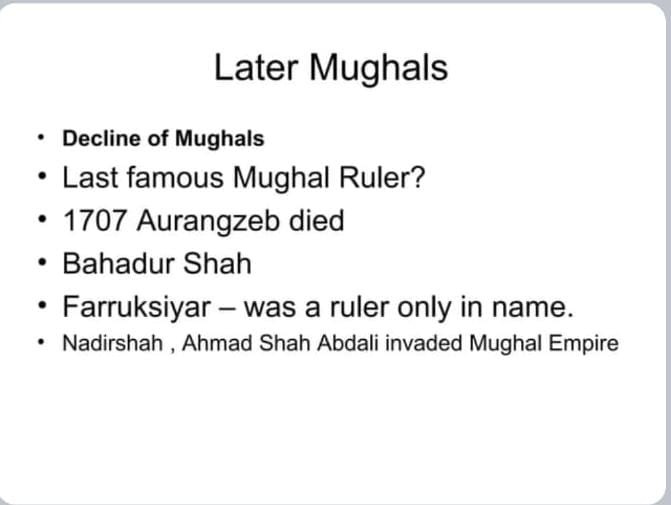 Later Mughals
• Decline of Mughals
• Last famous Mughal Ruler?
• 1707 Aurangzeb died
• Bahadur Shah
• Farruksiyar – was a ruler only in name.
• Nadirshah , Ahmad Shah Abdali invaded Mughal Empire